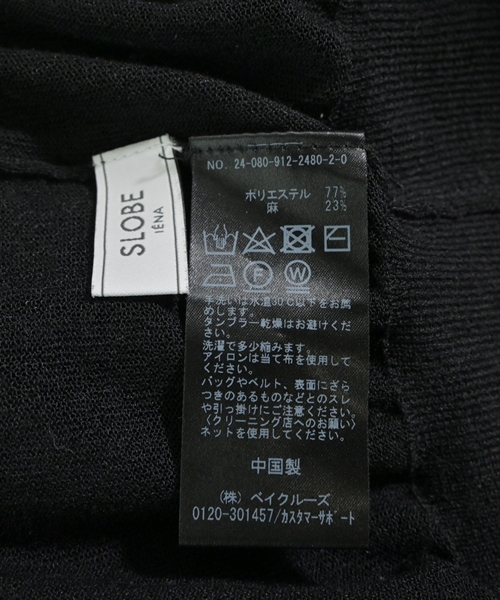 SLOBE
IÉNA
NO. 24-080-912-2480-2-0
ポリエステル 77%
麻 23%
F W
手洗いは水温30℃以下をお薦
めします。
タンブラー乾燥はお避けくだ
さい。
洗濯で多少縮みます。
アイロンは当て布を使用して
ください。
バッグやベルト、表面にざら
つきのあるものなどとのスレ
や引っ掛けにご注意ください。
〈クリーニング店へのお願い〉
ネットを使用してください。
中国製
(株) ベイクルーズ
0120-301457/カスタマーサポート